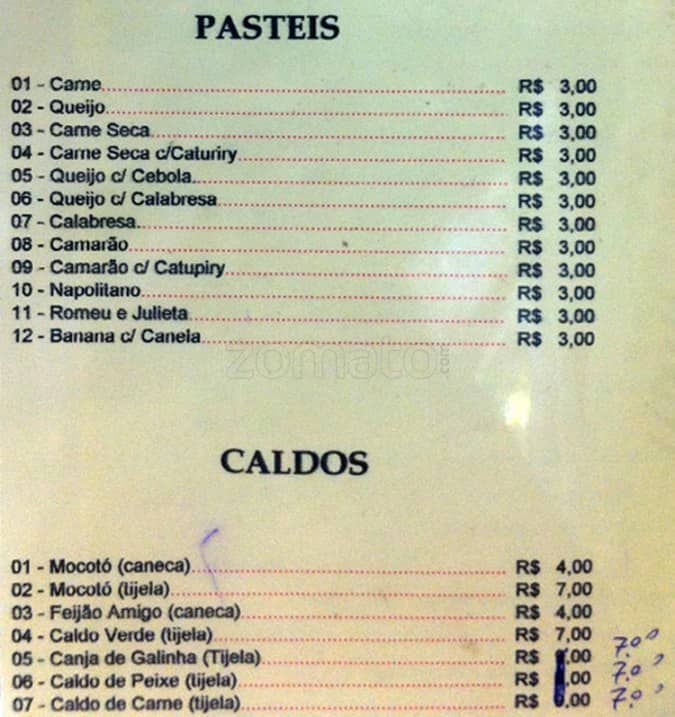 PASTEIS
01 - Carne R$ 3,00
02 - Queijo R$ 3,00
03 - Carne Seca R$ 3,00
04 - Carne Seca c/Caturiry R$ 3,00
05 - Queijo c/ Cebola R$ 3,00
06 - Queijo c/ Calabresa R$ 3,00
07 - Calabresa R$ 3,00
08 - Camarão R$ 3,00
09 - Camarão c/ Catupiry R$ 3,00
10 - Napolitano R$ 3,00
11 - Romeu e Julieta R$ 3,00
12 - Banana c/ Canela R$ 3,00
zomato.com
CALDOS
01 - Mocotó (caneca) R$ 4,00
02 - Mocotó (tijela) R$ 7,00
03 - Feijão Amigo (caneca) R$ 4,00
04 - Caldo Verde (tijela) R$ 7,00
05 - Canja de Galinha (Tijela) R$ ,00 7.00
06 - Caldo de Peixe (tijela) R$ ,00 7.00
07 - Caldo de Carne (tijela) R$ ,00 7.00